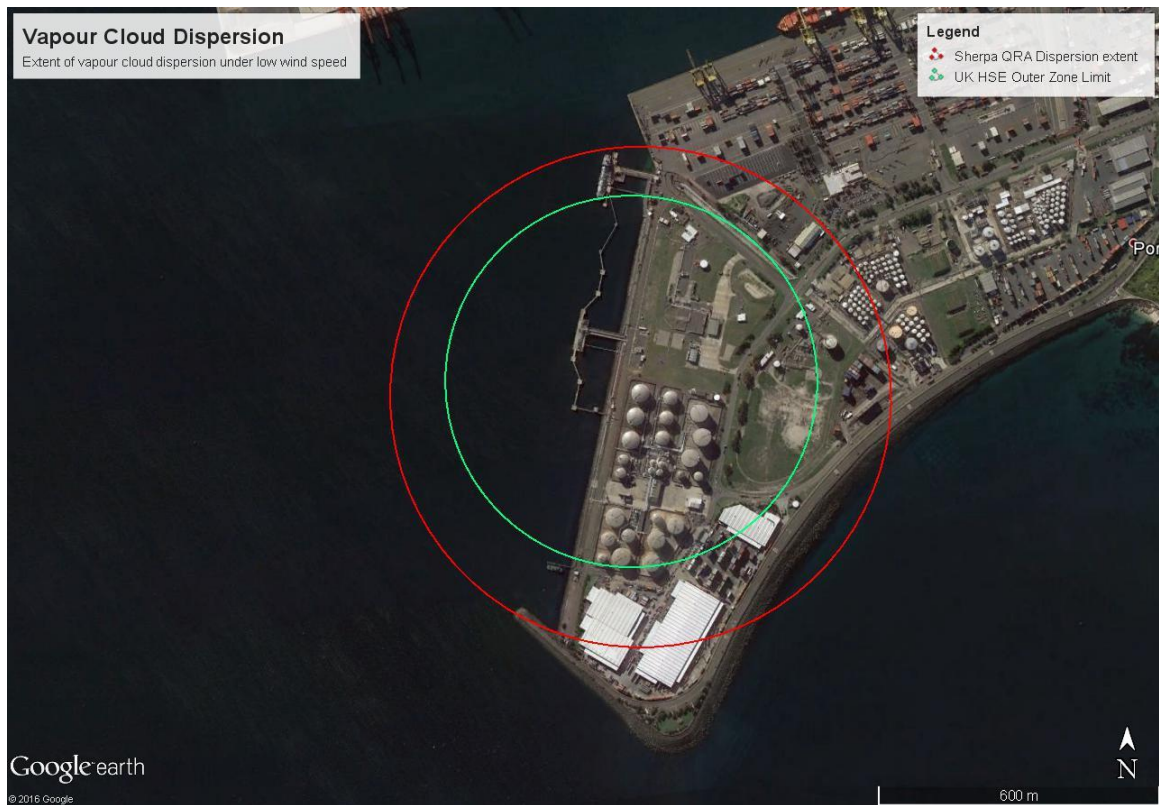 Vapour Cloud Dispersion
Extent of vapour cloud dispersion under low wind speed
Legend
Sherpa QRA Dispersion extent
UK HSE Outer Zone Limit
Por
Google earth
© 2016 Google
N
600 m